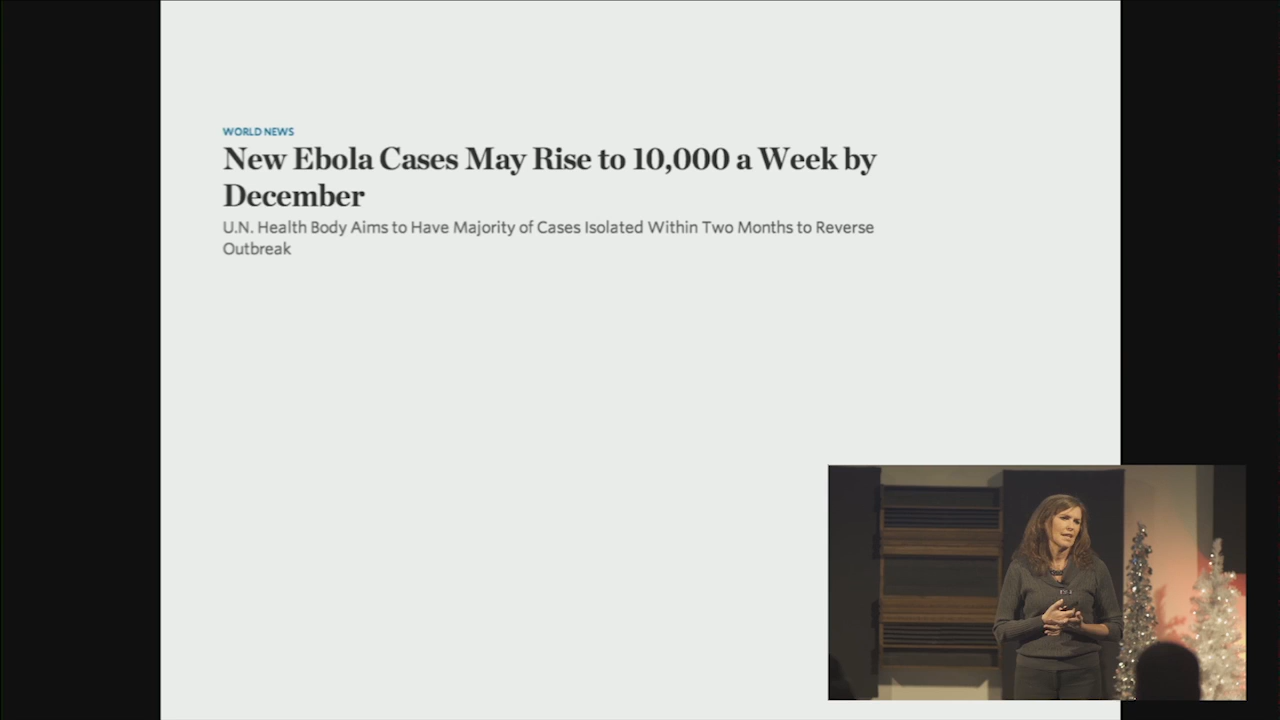 WORLD NEWS
New Ebola Cases May Rise to 10,000 a Week by
December
U.N. Health Body Aims to Have Majority of Cases Isolated Within Two Months to Reverse
Outbreak